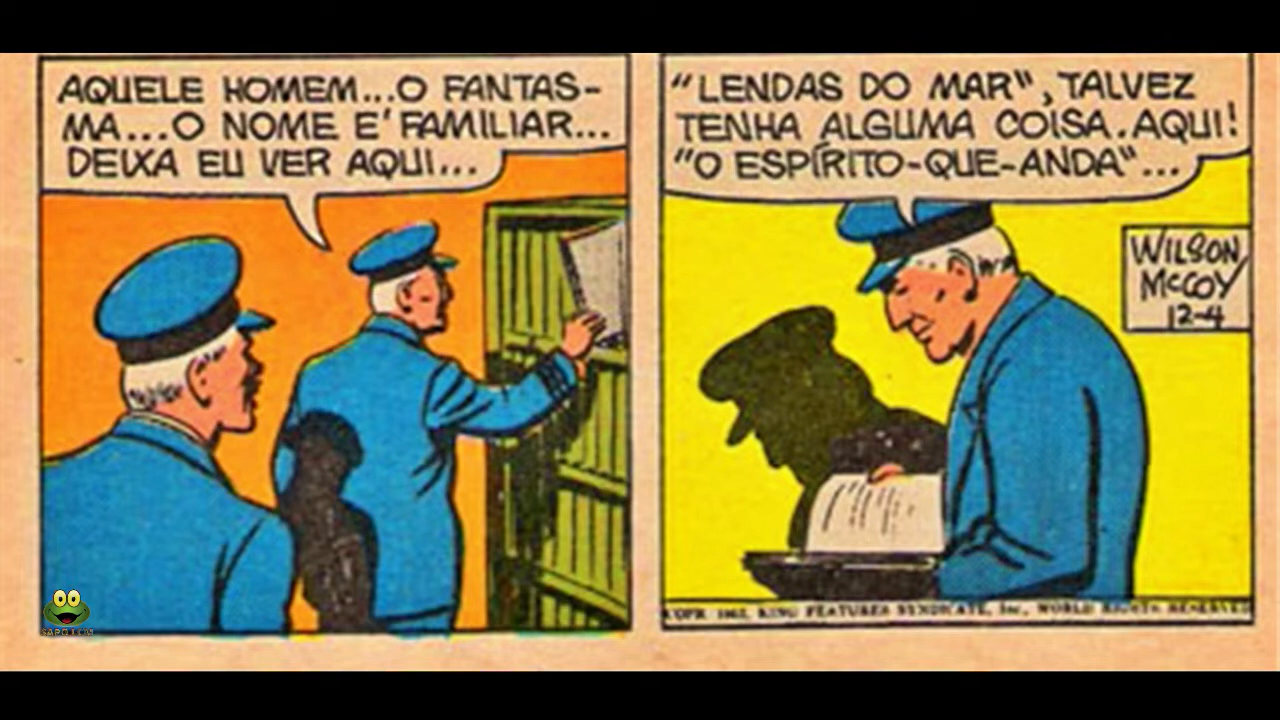 AQUELE HOMEM...O FANTAS-
MA...O NOME E' FAMILIAR...
DEIXA EU VER AQUI...
"LENDAS DO MAR", TALVEZ
TENHA ALGUMA COISA. AQUI!
"O ESPÍRITO-QUE-ANDA"...
WILSON
McCOY
12-4
KING FEATURES SYNDICATE, Inc., WORLD RIGHTS RESERVED